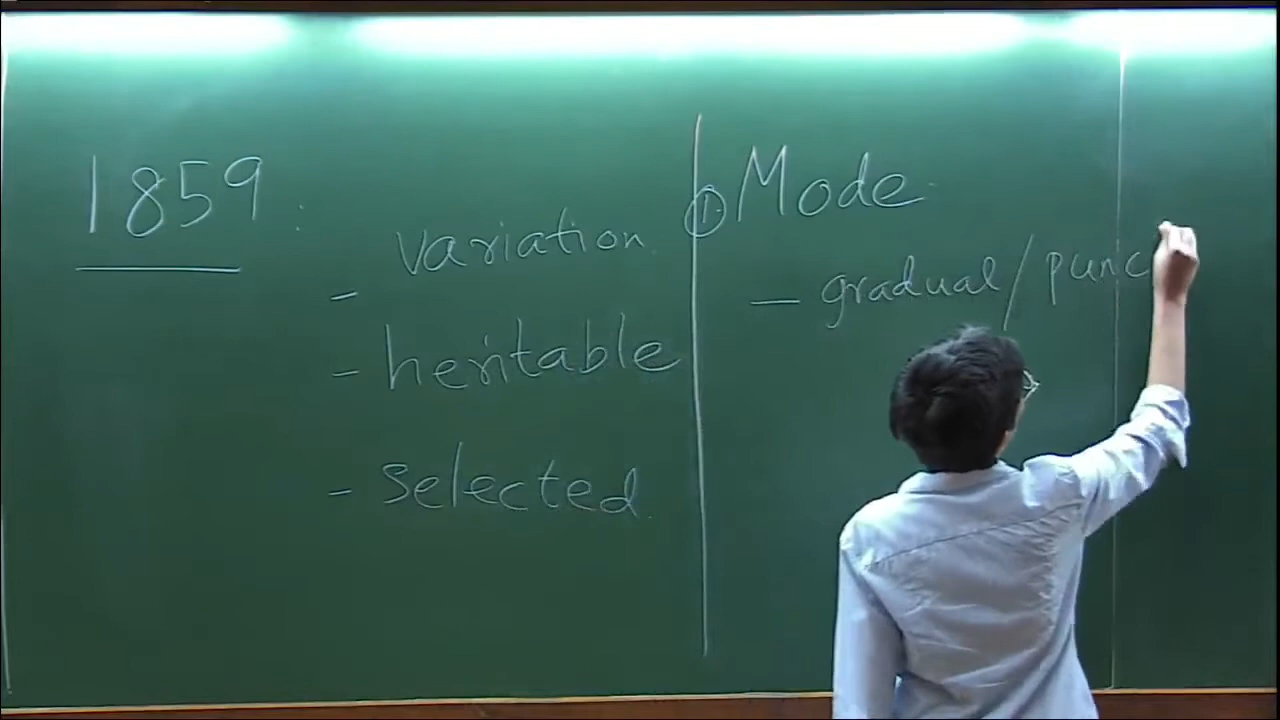 1859.
- variation.
- heritable
- selected.
① Mode
- gradual / punc